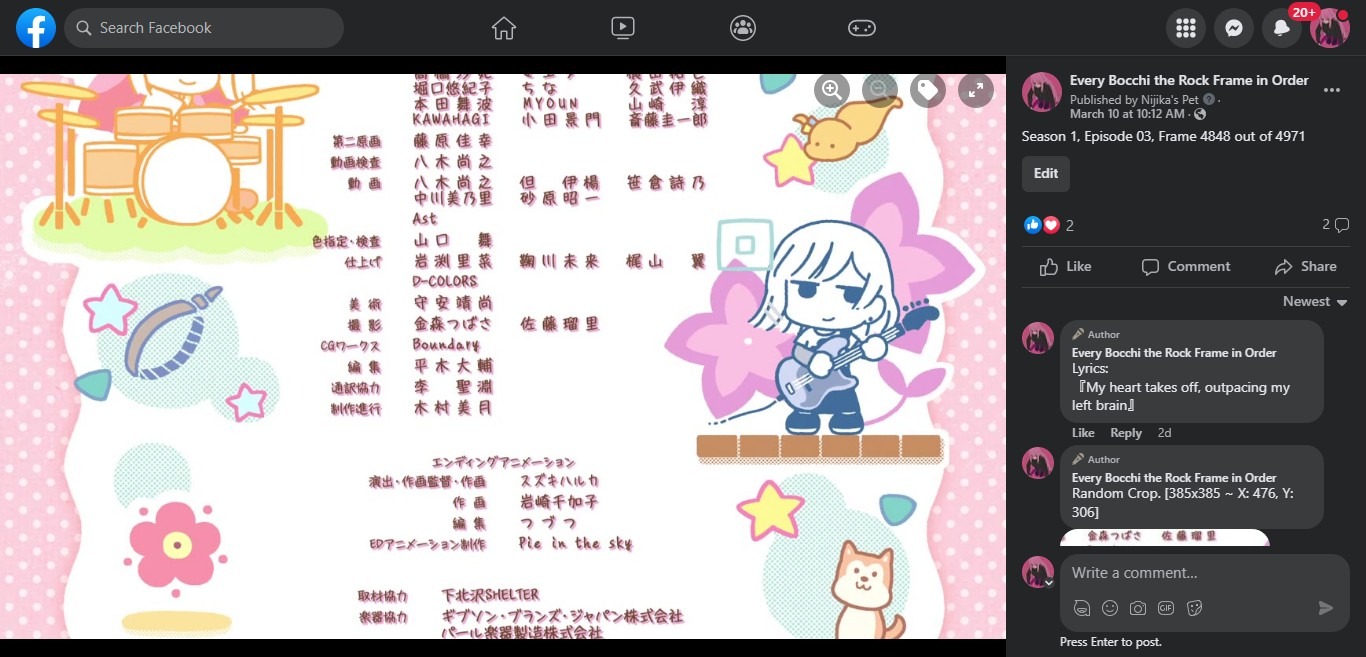 Search Facebook
20+
堀口悠紀子 ちな 久武伊織
本田舞波 MYOUN 山崎 淳
KAWAHAGI 小田景門 斎藤圭一郎
第二原画 藤原佳幸
動画検査 八木尚之
動画 八木尚之 但 伊楊 笹倉詩乃
中川美乃里 砂原昭一
Ast
色指定・検査 山口 舞
仕上げ 岩渕里菜 鞠川未来 梶山 翼
D-COLORS
美術 守安靖尚
撮影 金森つばさ 佐藤瑠里
CGワークス Boundary
編集 平木大輔
通訳協力 李 聖淵
制作進行 木村美月
エンディングアニメーション
演出・作画監督・作画 スズキハルカ
作画 岩崎千加子
編集 つづつ
EDアニメーション制作 Pie in the sky
取材協力 下北沢SHELTER
楽器協力 ギブソン・ブランズ・ジャパン株式会社
パール楽器製造株式会社
Every Bocchi the Rock Frame in Order
Published by Nijika's Pet ·
March 10 at 10:12 AM ·
Season 1, Episode 03, Frame 4848 out of 4971
Edit
2
2
Like Comment Share
Newest
Author
Every Bocchi the Rock Frame in Order
Lyrics:
『My heart takes off, outpacing my
left brain』
Like Reply 2d
Author
Every Bocchi the Rock Frame in Order
Random Crop. [385x385 ~ X: 476, Y:
306]
金森つばさ 佐藤瑠里
Write a comment...
GIF
Press Enter to post.